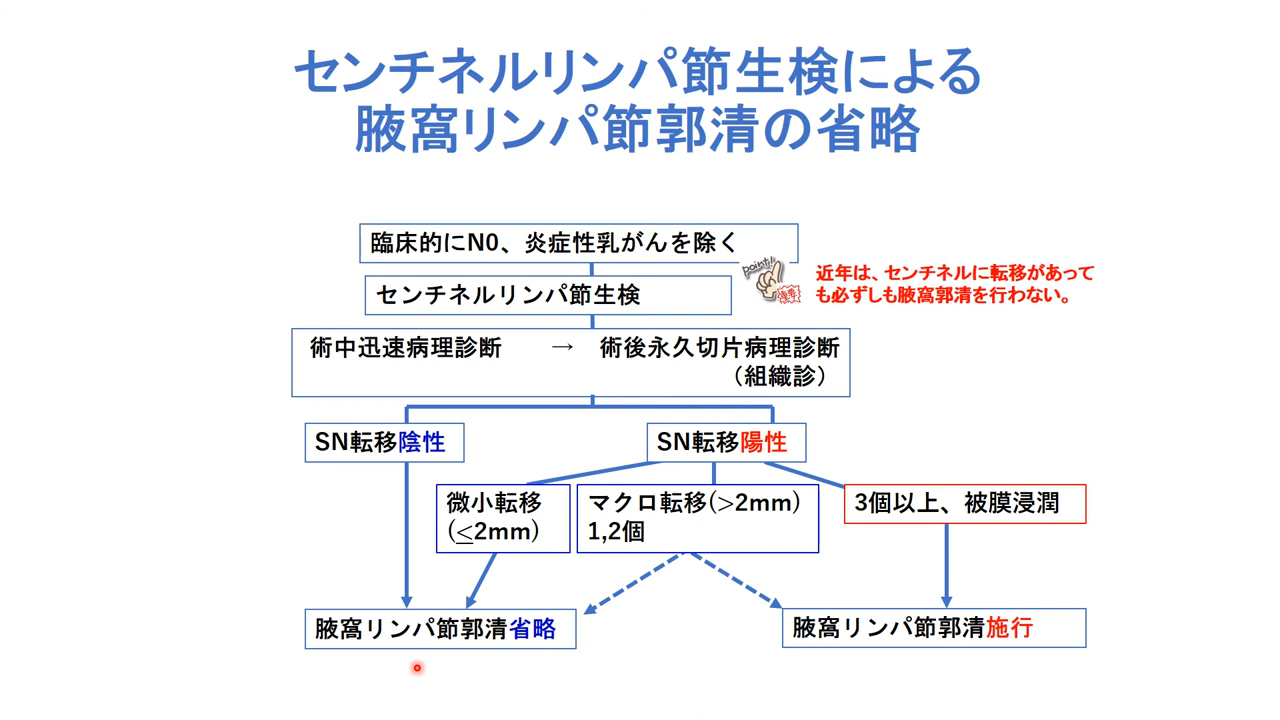 センチネルリンパ節生検による
腋窩リンパ節郭清の省略
臨床的にN0、炎症性乳がんを除く
point!
重要
近年は、センチネルに転移があって
も必ずしも腋窩郭清を行わない。
センチネルリンパ節生検
術中迅速病理診断 → 術後永久切片病理診断
（組織診）
SN転移陰性
SN転移陽性
微小転移
(≤2mm)
マクロ転移(>2mm)
1,2個
3個以上、被膜浸潤
腋窩リンパ節郭清省略
腋窩リンパ節郭清施行